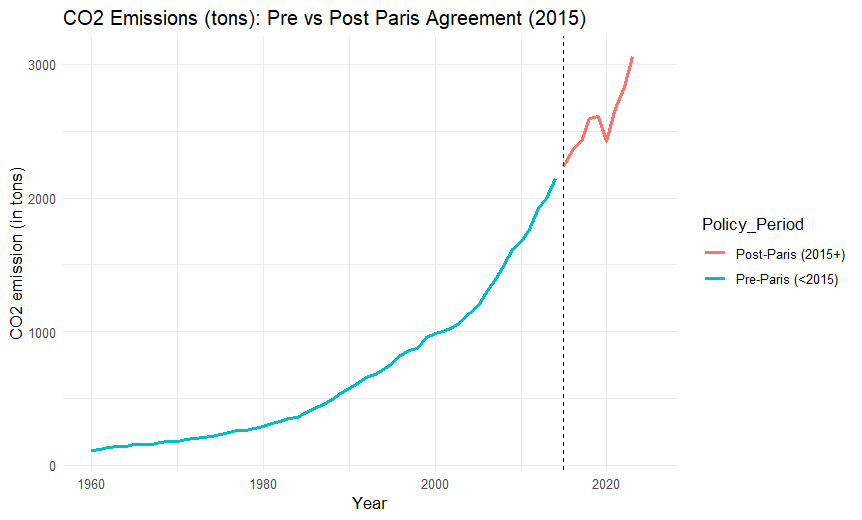 CO2 Emissions (tons): Pre vs Post Paris Agreement (2015)
CO2 emission (in tons)
3000
2000
1000
0
1960
1980
2000
2020
Year
Policy_Period
Post-Paris (2015+)
Pre-Paris (<2015)